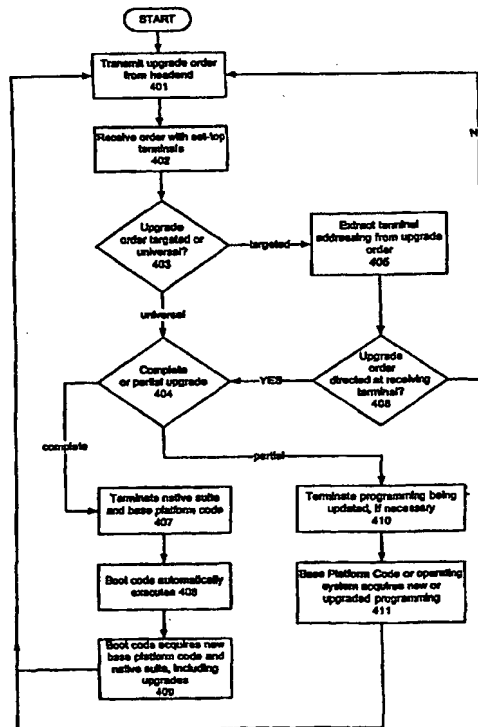 START
Transmit upgrade order
from headend
401
Receive order with set-top
terminals
402
Upgrade
order targeted or
universal?
403
targeted
Extract terminal
addressing from upgrade
order
405
universal
Complete
or partial upgrade
404
YES
Upgrade
order
directed at receiving
terminal?
406
N
complete
partial
Terminate native suite
and base platform code
407
Terminate programming being
updated, if necessary
410
Boot code automatically
executes 408
Base Platform Code or operating
system acquires new or
upgraded programming
411
Boot code acquires new
base platform code and
native suite, including
upgrades
409